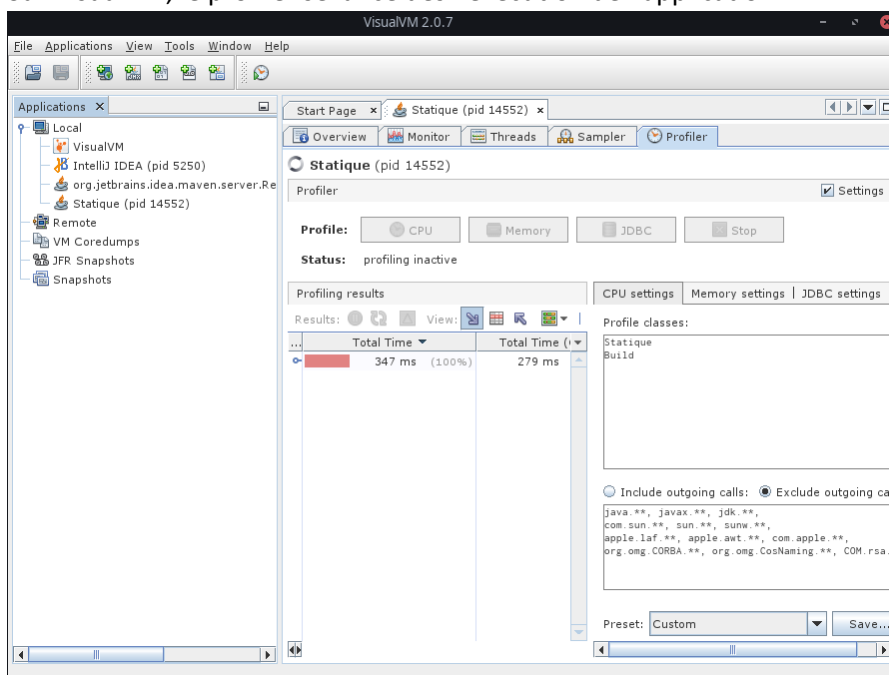 VisualVM 2.0.7
File Applications View Tools Window Help
Applications
Local
VisualVM
IntelliJ IDEA (pid 5250)
org.jetbrains.idea.maven.server.Re
Statique (pid 14552)
Remote
VM Coredumps
JFR Snapshots
Snapshots
Start Page
Statique (pid 14552)
Overview Monitor Threads Sampler Profiler
Statique (pid 14552)
Profiler Settings
Profile: CPU Memory JDBC Stop
Status: profiling inactive
Profiling results
Results: View:
... Total Time Total Time (
347 ms (100%) 279 ms
CPU settings Memory settings JDBC settings
Profile classes:
Statique
Build
Include outgoing calls: Exclude outgoing ca
java.**, javax.**, jdk.**,
com.sun.**, sun.**, sunw.**,
apple.laf.**, apple.awt.**, com.apple.**,
org.omg.CORBA.**, org.omg.CosNaming.**, COM.rsa.
Preset: Custom Save...